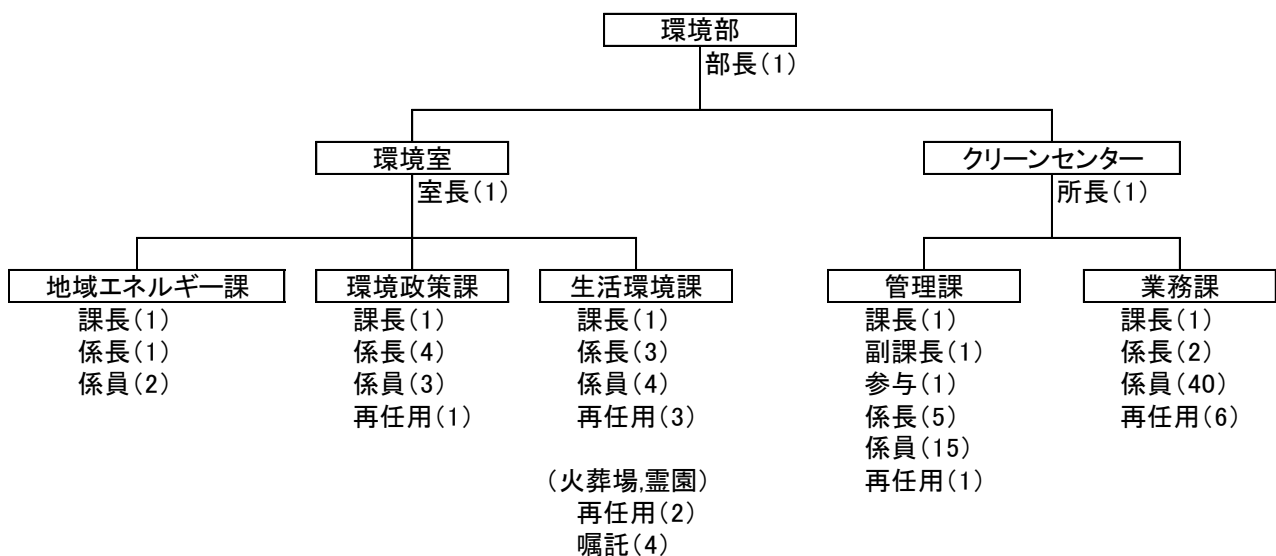 環境部
部長(1)
環境室
室長(1)
クリーンセンター
所長(1)
地域エネルギー課
課長(1)
係長(1)
係員(2)
環境政策課
課長(1)
係長(4)
係員(3)
再任用(1)
生活環境課
課長(1)
係長(3)
係員(4)
再任用(3)
(火葬場,霊園)
再任用(2)
嘱託(4)
管理課
課長(1)
副課長(1)
参与(1)
係長(5)
係員(15)
再任用(1)
業務課
課長(1)
係長(2)
係員(40)
再任用(6)